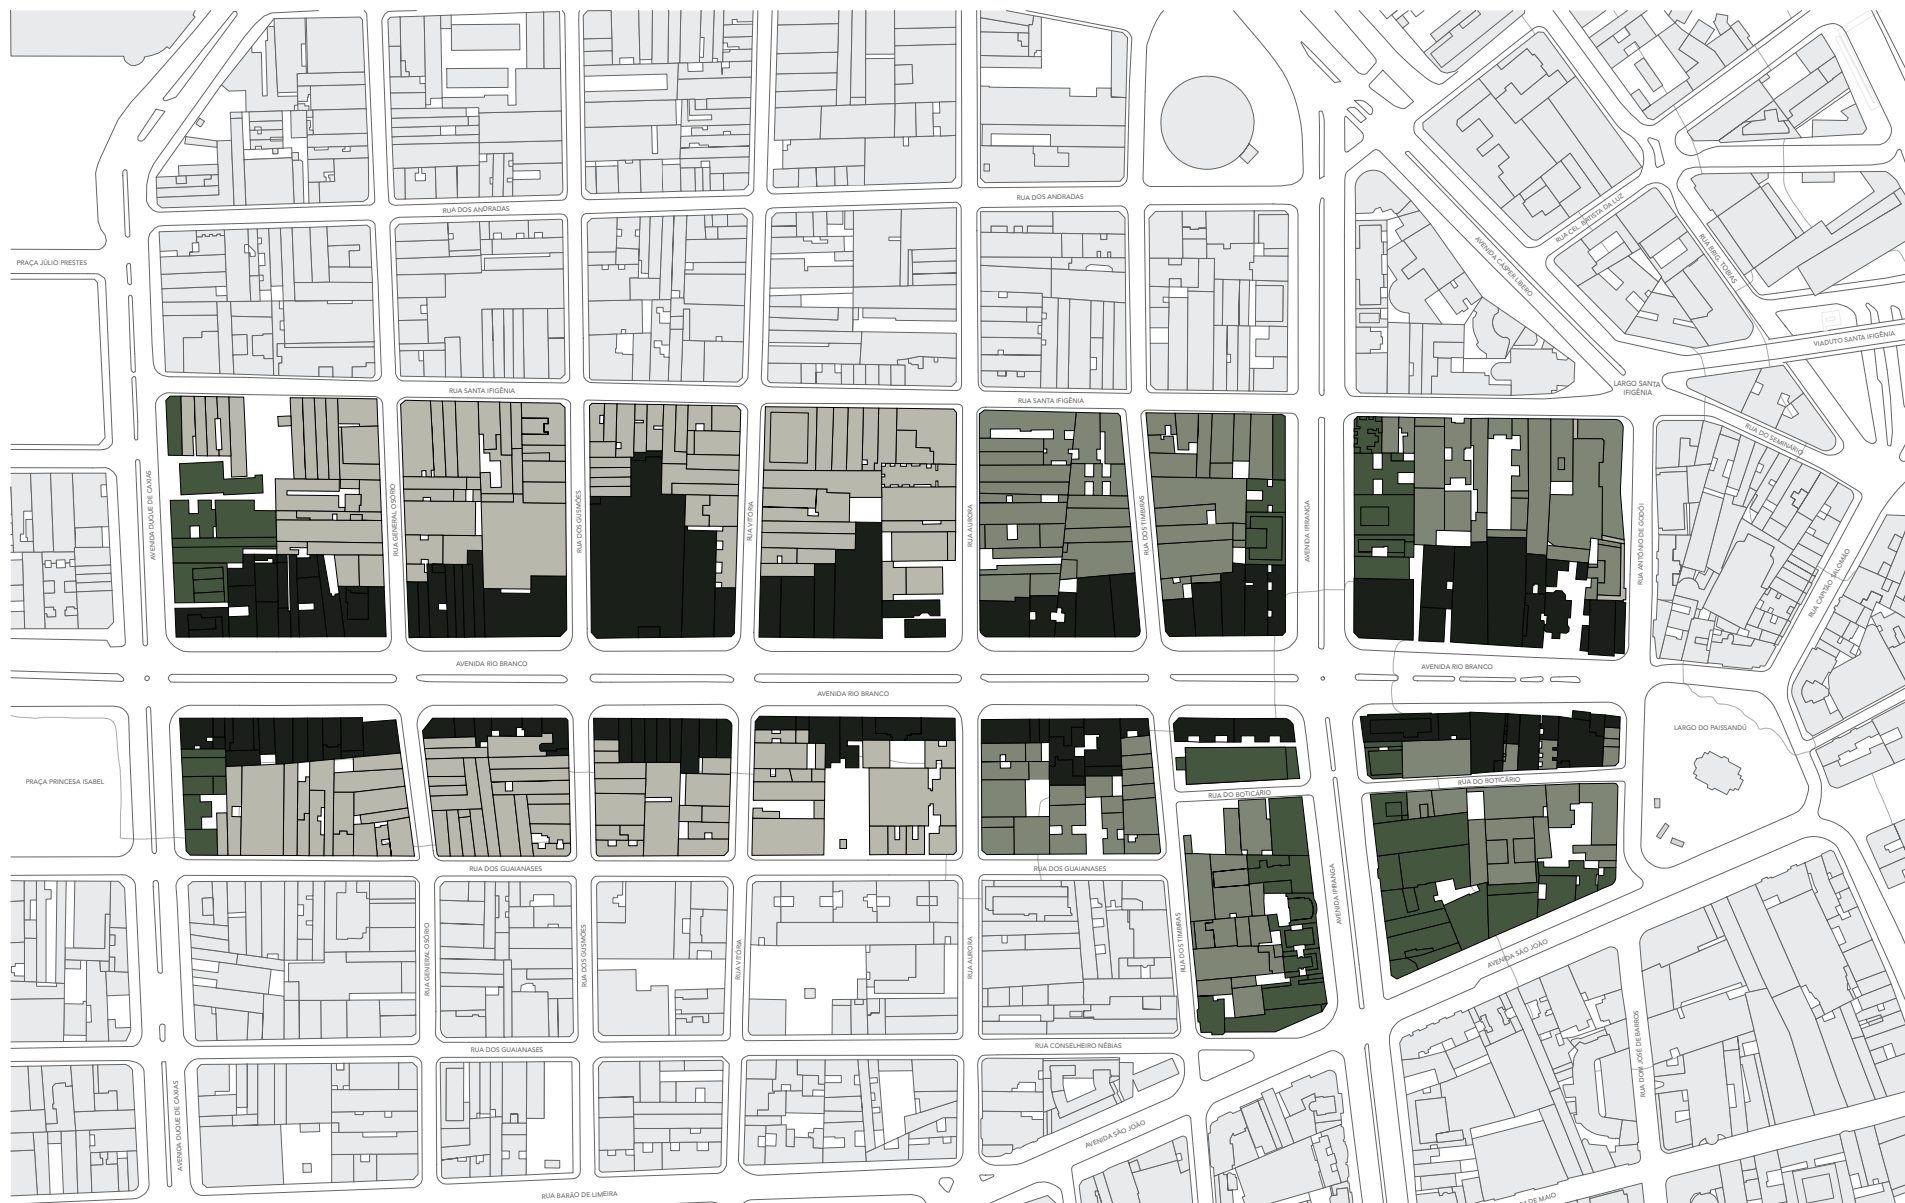 RUA DOS ANDRADAS
RUA DOS ANDRADAS
RUA CEL. BATISTA DA LUZ
AVENIDA CÁSPER LÍBERO
RUA BRIG. TOBIAS
PRAÇA JÚLIO PRESTES
VIADUTO SANTA IFIGÊNIA
RUA SANTA IFIGÊNIA
RUA SANTA IFIGÊNIA
LARGO SANTA
IFIGÊNIA
RUA DO SEMINÁRIO
AVENIDA DUQUE DE CAXIAS
RUA GENERAL OSÓRIO
RUA DOS GUSMÕES
RUA VITÓRIA
RUA AURORA
RUA DOS TIMBIRAS
AVENIDA IPIRANGA
RUA ANTÔNIO DE GODÓI
RUA CAPITÃO SALOMÃO
AVENIDA RIO BRANCO
AVENIDA RIO BRANCO
AVENIDA RIO BRANCO
LARGO DO PAISSANDÚ
PRAÇA PRINCESA ISABEL
RUA DO BOTICÁRIO
RUA DO BOTICÁRIO
RUA DOS GUAIANASES
RUA DOS GUAIANASES
AVENIDA IPIRANGA
RUA GENERAL OSÓRIO
RUA DOS GUSMÕES
RUA VITÓRIA
RUA AURORA
RUA DOS TIMBIRAS
AVENIDA SÃO JOÃO
RUA DOS GUAIANASES
RUA CONSELHEIRO NÉBIAS
RUA DOM JOSÉ DE BARROS
AVENIDA DUQUE DE CAXIAS
AVENIDA SÃO JOÃO
RUA BARÃO DE LIMEIRA
DE MAIO